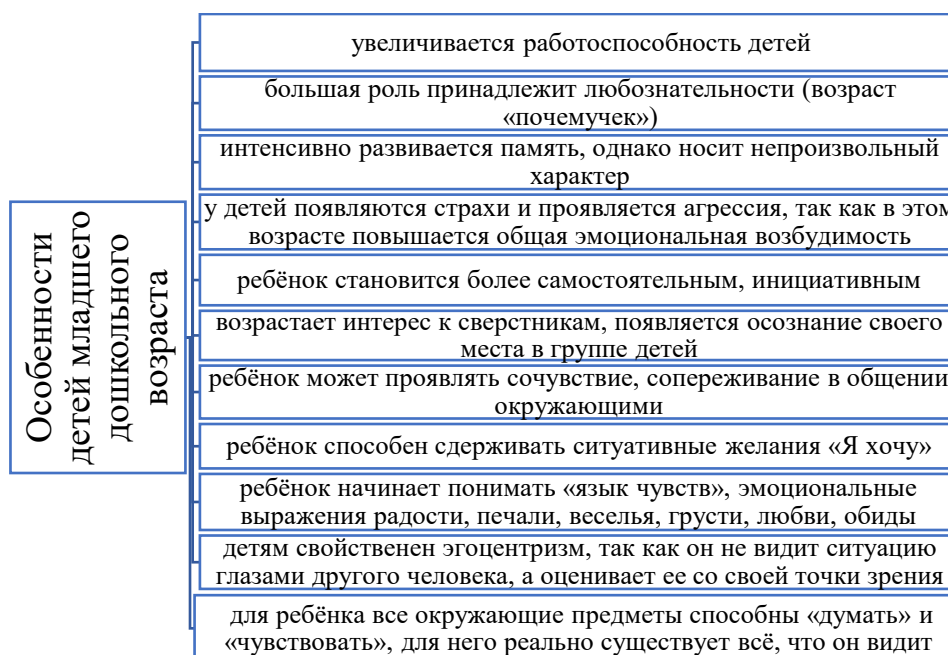 Особенности
детей младшего
дошкольного
возраста
увеличивается работоспособность детей
большая роль принадлежит любознательности (возраст
«почемучек»)
интенсивно развивается память, однако носит непроизвольный
характер
у детей появляются страхи и проявляется агрессия, так как в этом
возрасте повышается общая эмоциональная возбудимость
ребёнок становится более самостоятельным, инициативным
возрастает интерес к сверстникам, появляется осознание своего
места в группе детей
ребёнок может проявлять сочувствие, сопереживание в общении
окружающими
ребёнок способен сдерживать ситуативные желания «Я хочу»
ребёнок начинает понимать «язык чувств», эмоциональные
выражения радости, печали, веселья, грусти, любви, обиды
детям свойственен эгоцентризм, так как он не видит ситуацию
глазами другого человека, а оценивает ее со своей точки зрения
для ребёнка все окружающие предметы способны «думать» и
«чувствовать», для него реально существует всё, что он видит